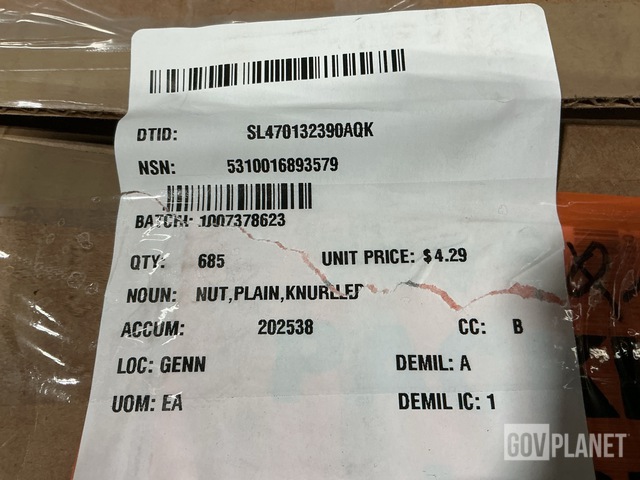 DTID: SL470132390AQK
NSN: 5310016893579
BATCH: 1007378623
QTY: 685 UNIT PRICE: $4.29
NOUN: NUT,PLAIN,KNURLED
ACCUM: 202538 CC: B
LOC: GENN DEMIL: A
UOM: EA DEMIL IC: 1
GOVPLANET